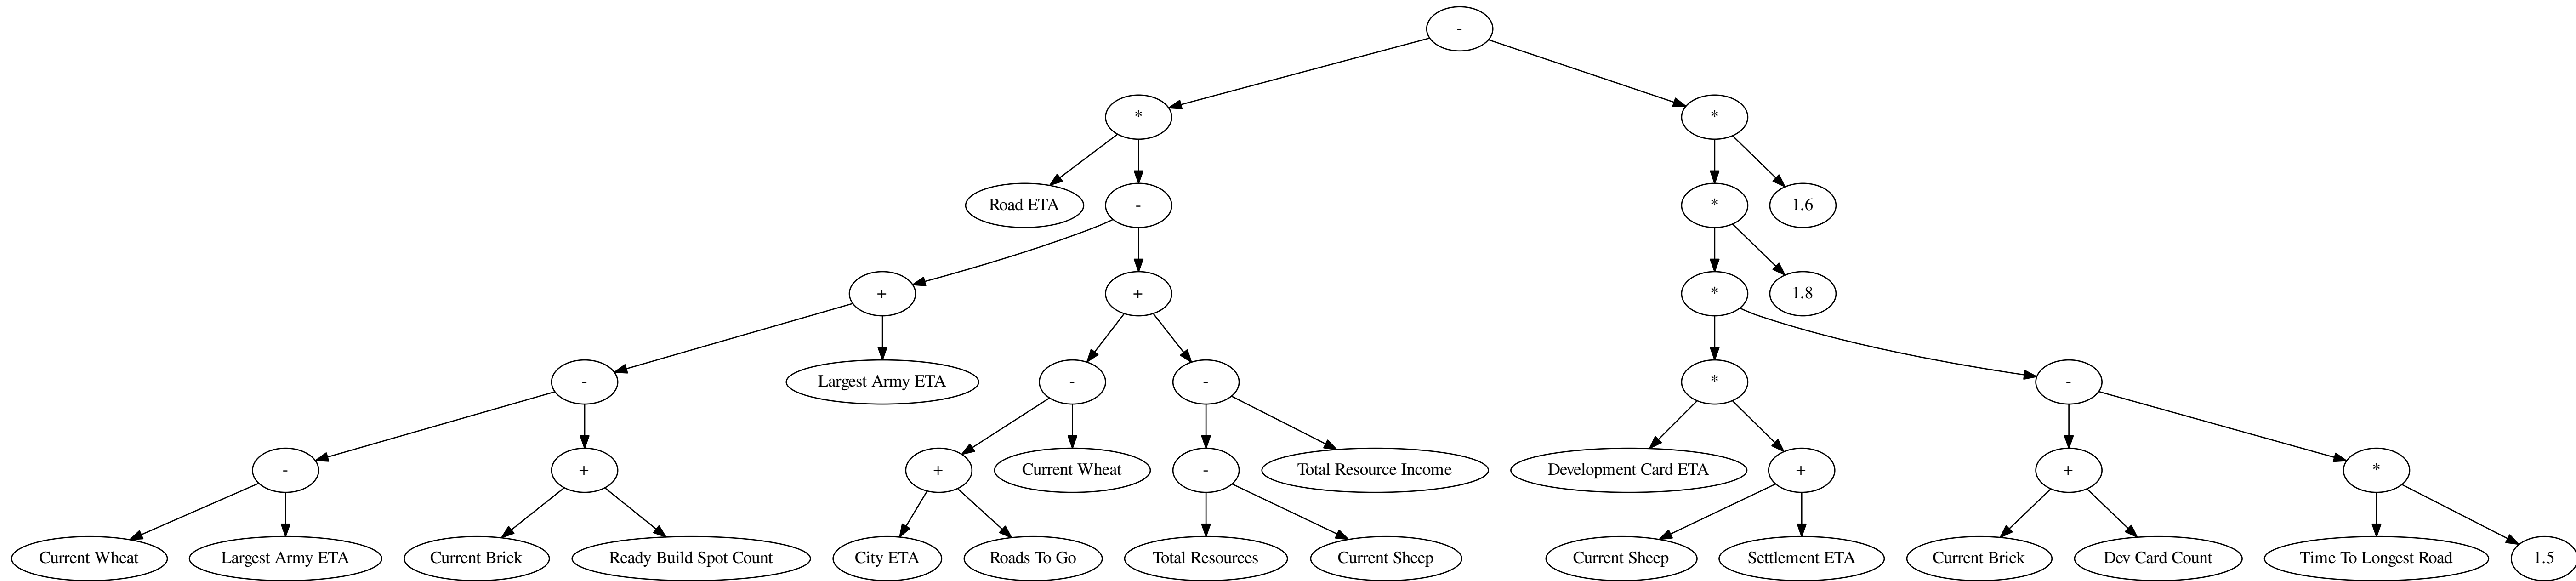 -
*
*
Road ETA
-
*
1.6
+
+
*
1.8
-
Largest Army ETA
-
-
*
-
-
+
+
Current Wheat
-
Total Resource Income
Development Card ETA
+
+
*
Current Wheat
Largest Army ETA
Current Brick
Ready Build Spot Count
City ETA
Roads To Go
Total Resources
Current Sheep
Current Sheep
Settlement ETA
Current Brick
Dev Card Count
Time To Longest Road
1.5